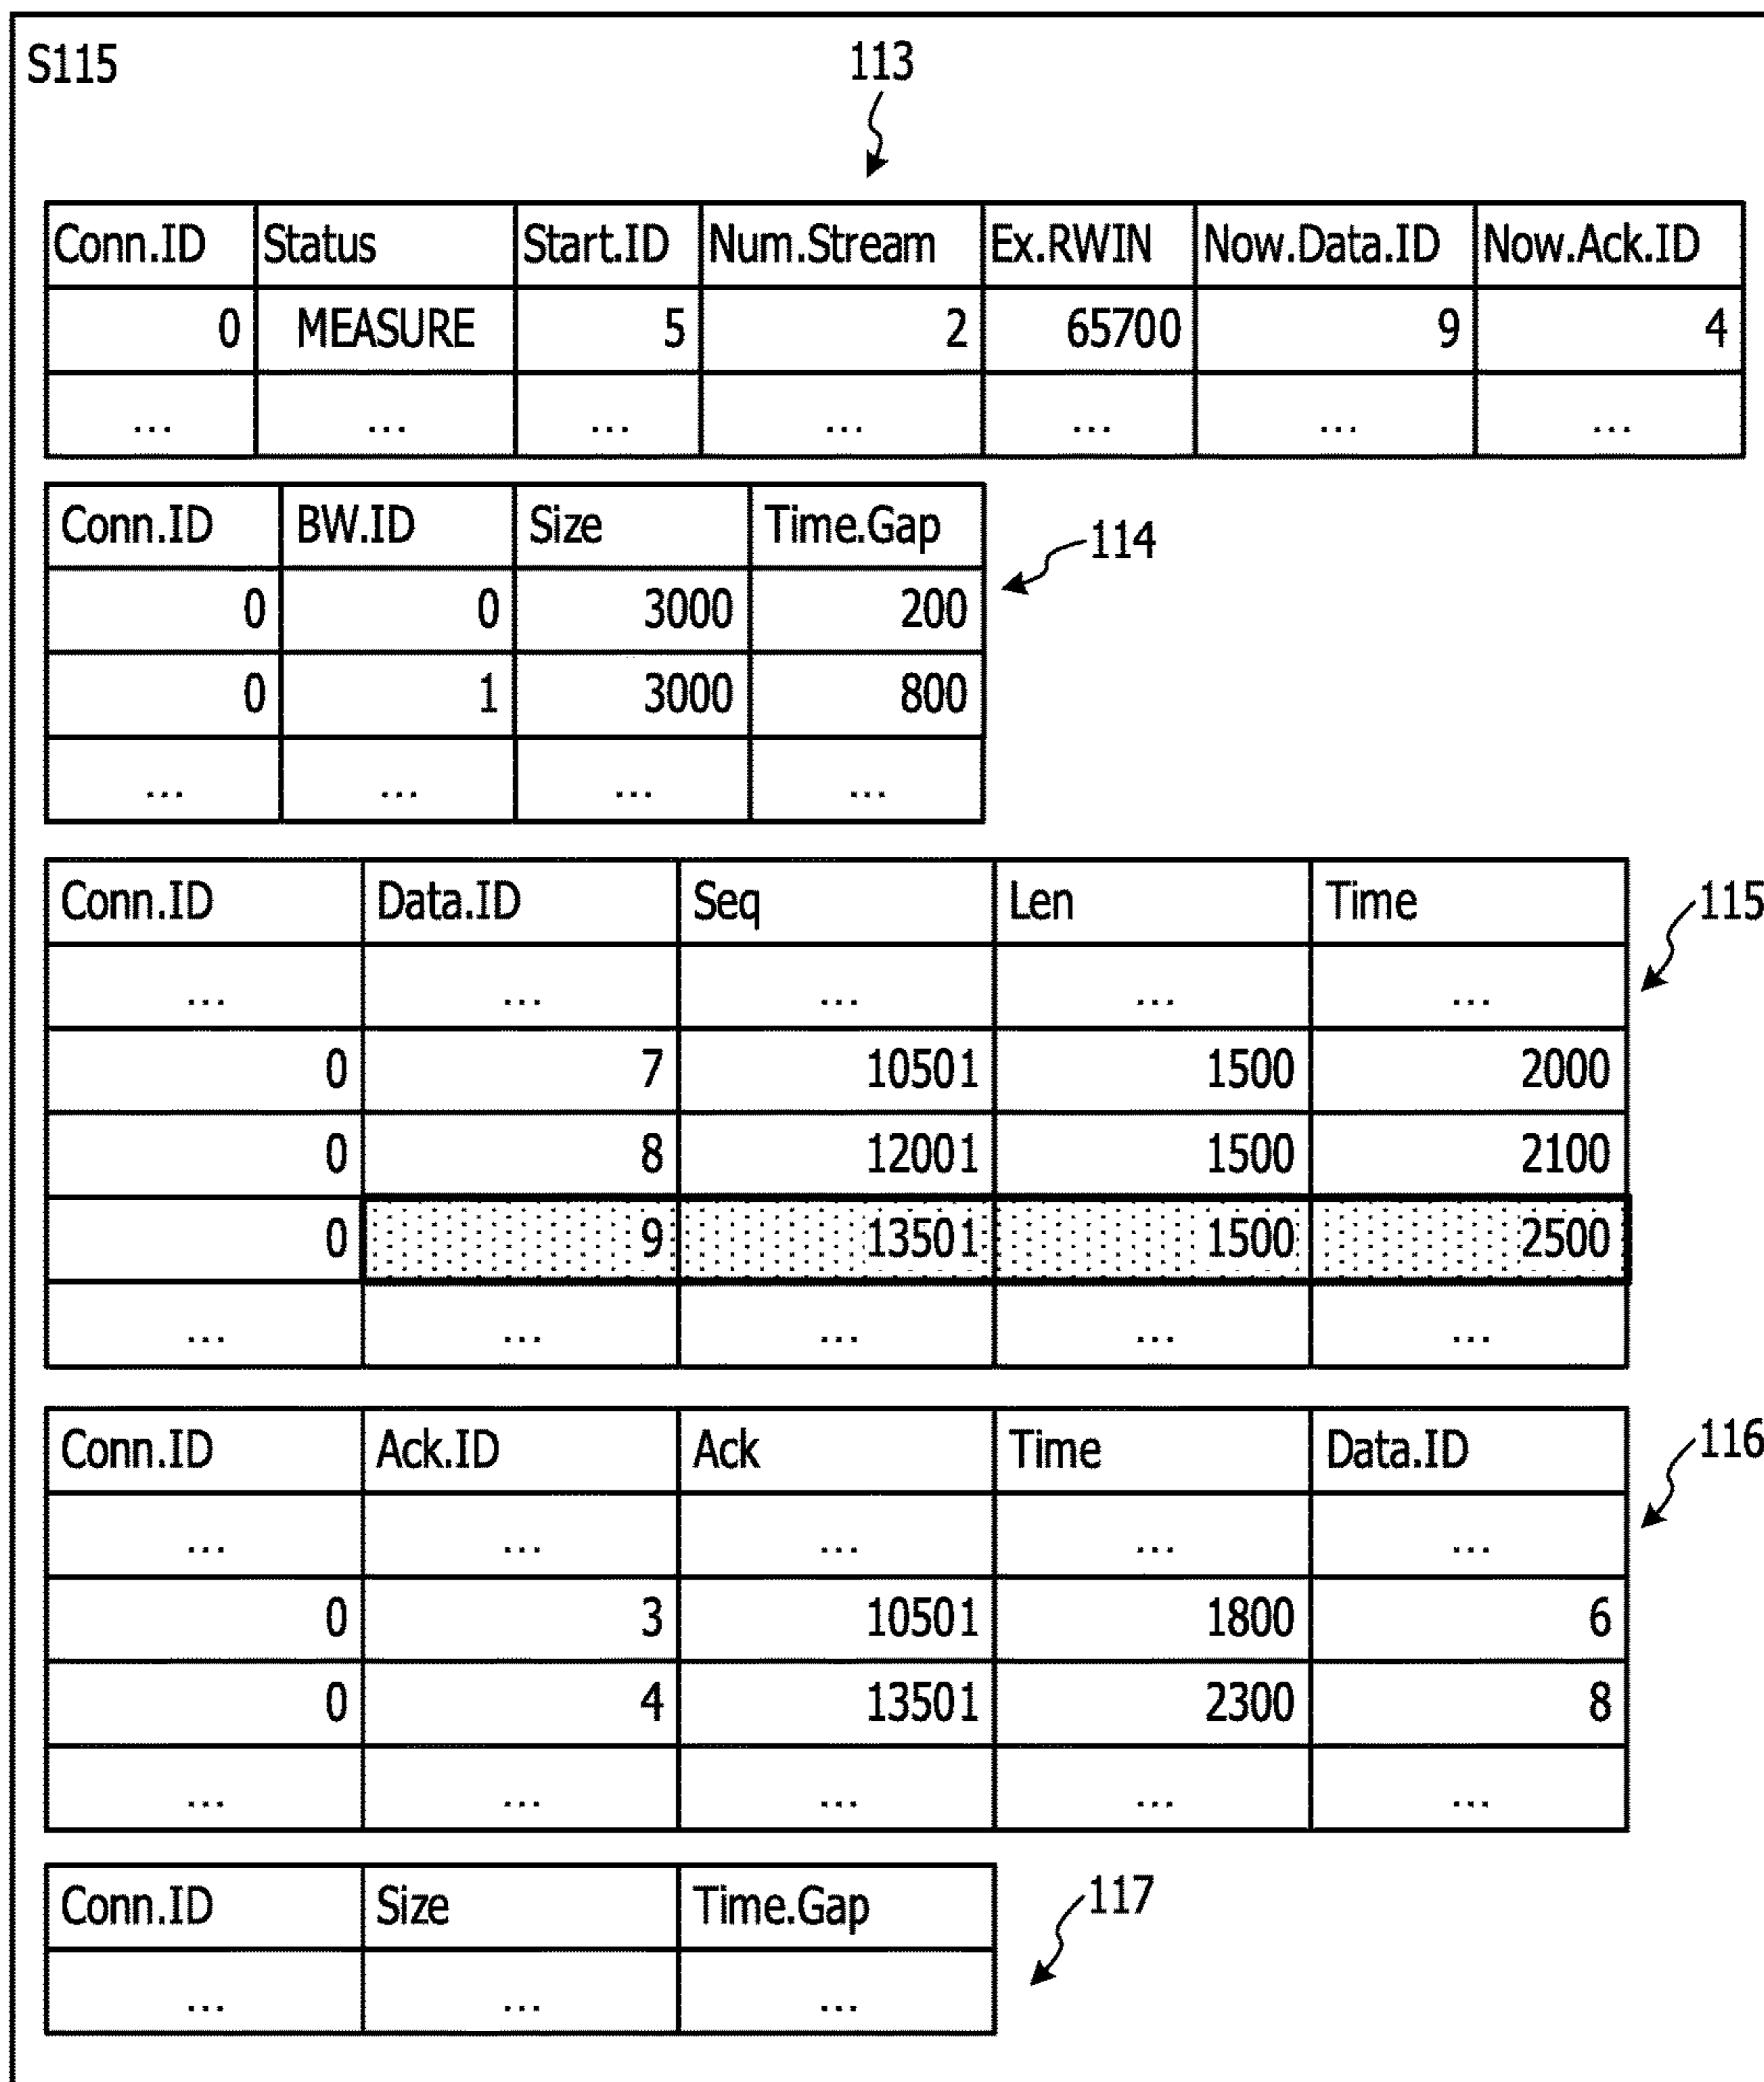 S115
113
Conn.ID Status Start.ID Num.Stream Ex.RWIN Now.Data.ID Now.Ack.ID
0 MEASURE 5 2 65700 9 4
... ... ... ... ... ... ...
Conn.ID BW.ID Size Time.Gap
114
0 0 3000 200
0 1 3000 800
... ... ... ...
Conn.ID Data.ID Seq Len Time
115
... ... ... ... ...
0 7 10501 1500 2000
0 8 12001 1500 2100
0 9 13501 1500 2500
... ... ... ... ...
Conn.ID Ack.ID Ack Time Data.ID
116
... ... ... ... ...
0 3 10501 1800 6
0 4 13501 2300 8
... ... ... ... ...
Conn.ID Size Time.Gap
117
... ... ...